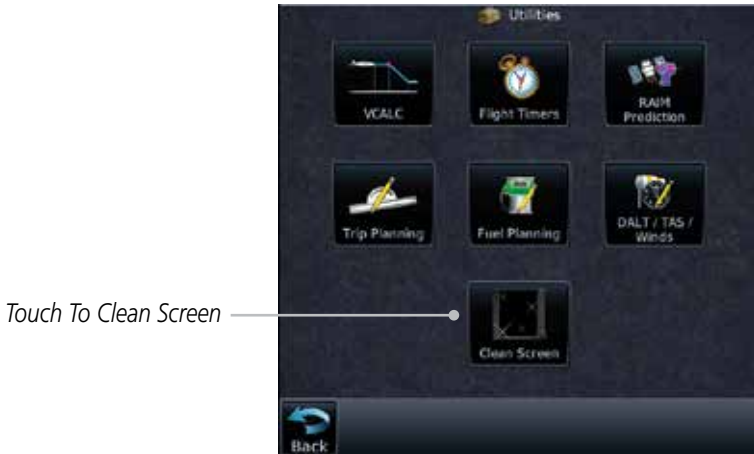 Utilities
VCALC
Flight Timers
RAIM
Prediction
Trip Planning
Fuel Planning
DALT / TAS /
Winds
Touch To Clean Screen
Clean Screen
Back